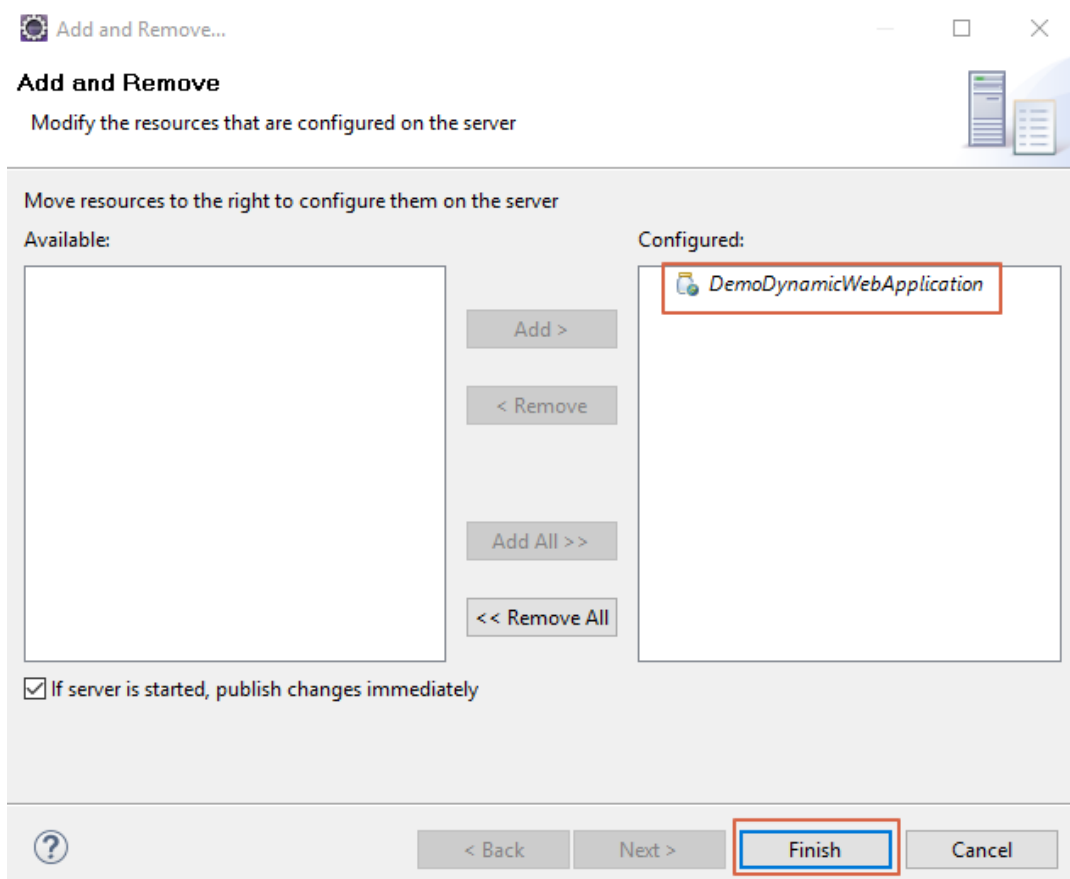 Add and Remove...
Add and Remove
Modify the resources that are configured on the server
Move resources to the right to configure them on the server
Available:
Configured:
DemoDynamicWebApplication
Add >
< Remove
Add All >>
<< Remove All
If server is started, publish changes immediately
?
< Back
Next >
Finish
Cancel